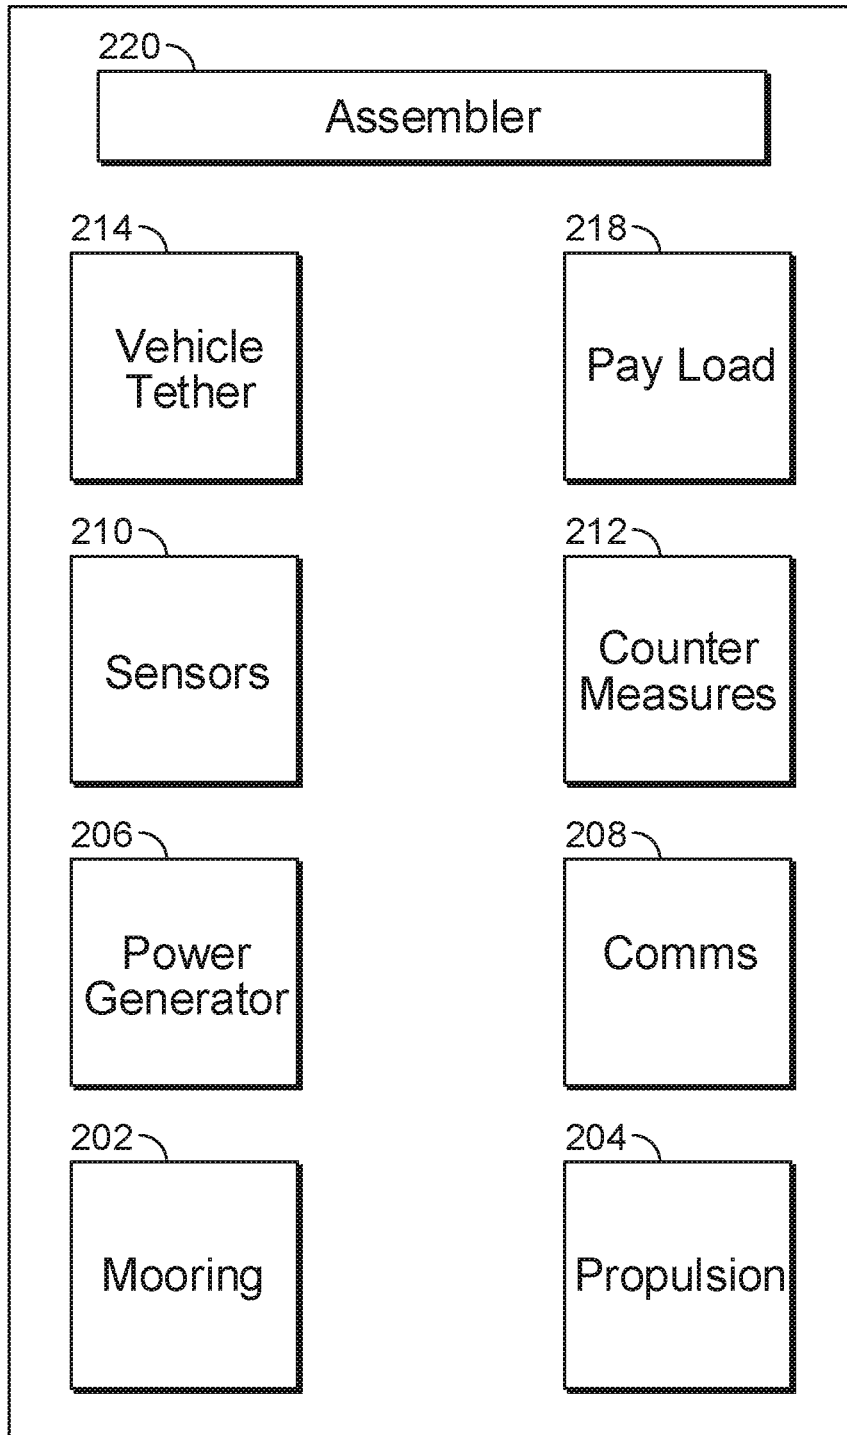 220
Assembler
214
Vehicle
Tether
218
Pay Load
210
Sensors
212
Counter
Measures
206
Power
Generator
208
Comms
202
Mooring
204
Propulsion